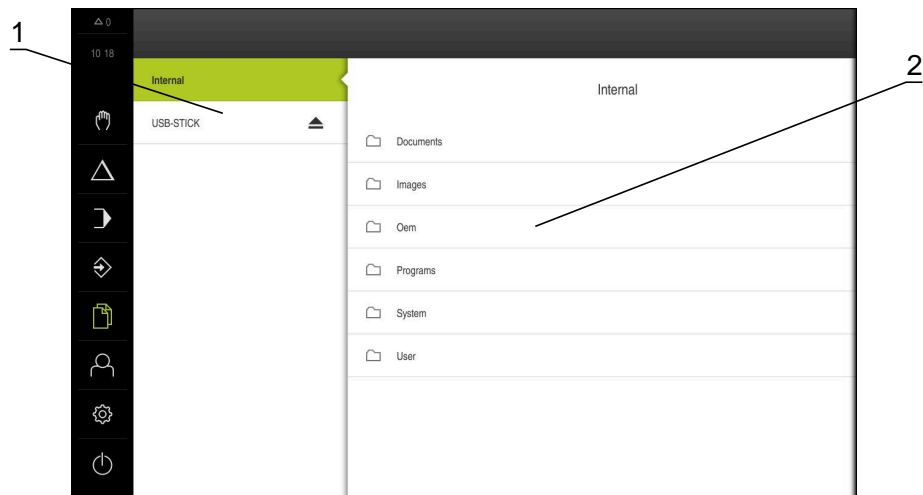 1
0
10 18
Internal
USB-STICK
2
Internal
Documents
Images
Oem
Programs
System
User